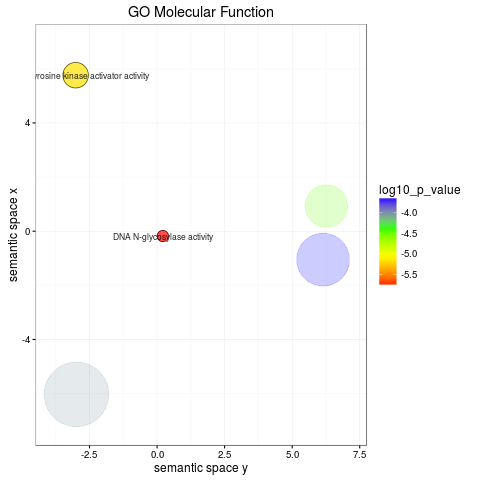 GO Molecular Function
kinase activator activity
DNA N-glycosylase activity
4
0
-4
-2.5
0.0
2.5
5.0
7.5
semantic space x
semantic space y
log10_p_value
-4.0
-4.5
-5.0
-5.5